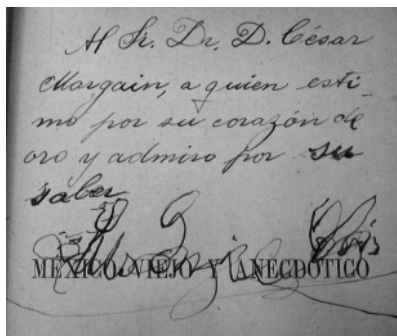 Al Sr. Dr. D. César
Margain, a quien esti-
mo por su corazón de
oro y admiro por su
saber
MEXICO VIEJO Y ANECDOTICO